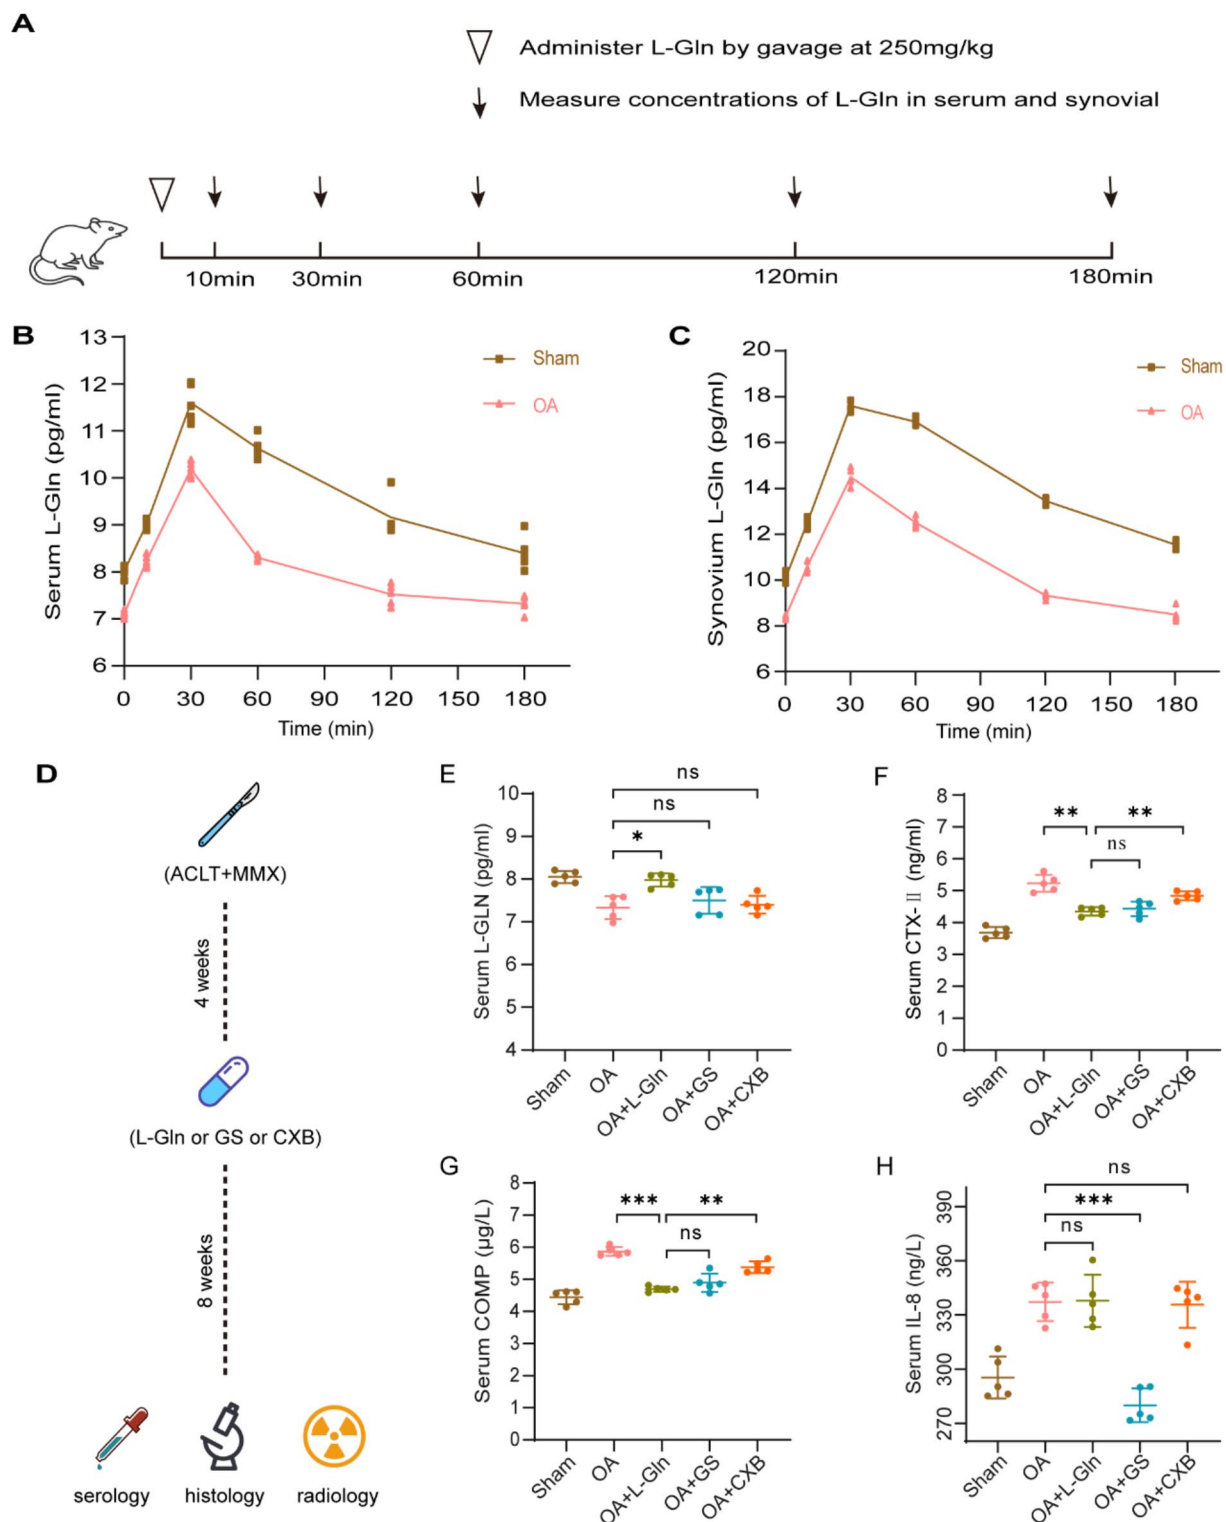 A
Administer L-Gln by gavage at 250mg/kg
Measure concentrations of L-Gln in serum and synovial
10min 30min 60min 120min 180min
B
Serum L-Gln (pg/ml)
13
12
11
10
9
8
7
6
0 30 60 90 120 150 180
Time (min)
Sham
OA
C
Synovium L-Gln (pg/ml)
20
18
16
14
12
10
8
6
0 30 60 90 120 150 180
Time (min)
Sham
OA
D
(ACLT+MMX)
4 weeks
(L-Gln or GS or CXB)
8 weeks
serology histology radiology
E
Serum L-GLN (pg/ml)
10
9
8
7
6
5
4
ns
ns
*
Sham OA OA+L-Gln OA+GS OA+CXB
F
Serum CTX-Ⅱ (ng/ml)
8
7
6
5
4
3
2
1
0
** **
ns
Sham OA OA+L-Gln OA+GS OA+CXB
G
Serum COMP (μg/L)
8
7
6
5
4
3
2
1
0
*** **
ns
Sham OA OA+L-Gln OA+GS OA+CXB
H
Serum IL-8 (ng/L)
390
360
330
300
270
ns
***
ns
Sham OA OA+L-Gln OA+GS OA+CXB